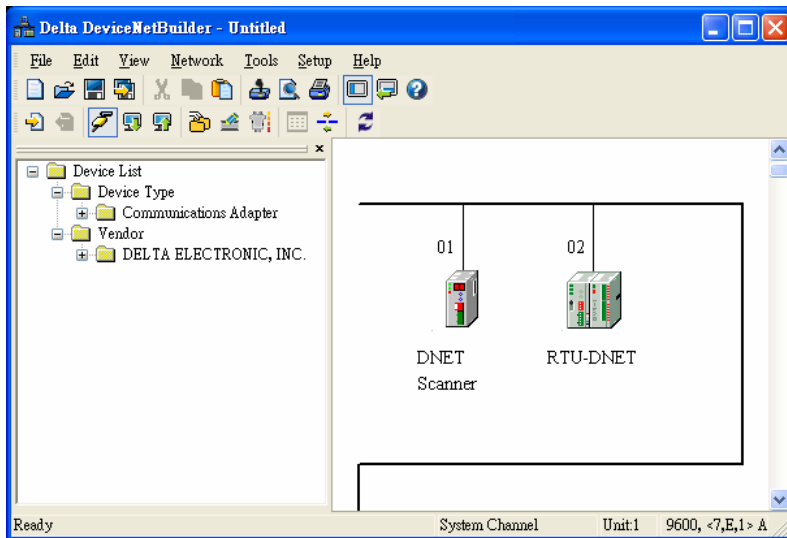 Delta DeviceNetBuilder - Untitled
File Edit View Network Tools Setup Help
Device List
Device Type
Communications Adapter
Vendor
DELTA ELECTRONIC, INC.
01 02
DNET Scanner
RTU-DNET
Ready System Channel Unit:1 9600, <7,E,1> A